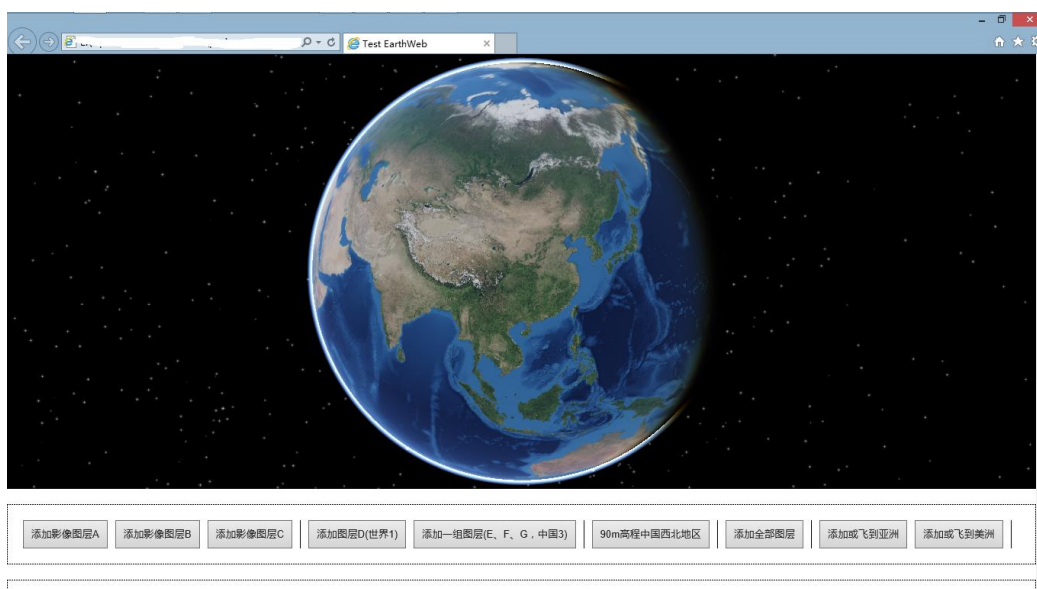 Test EarthWeb
添加影像图层A 添加影像图层B 添加影像图层C 添加图层D(世界1) 添加一组图层(E、F、G，中国3) 90m高程中国西北地区 添加全部图层 添加或飞到亚洲 添加或飞到美洲